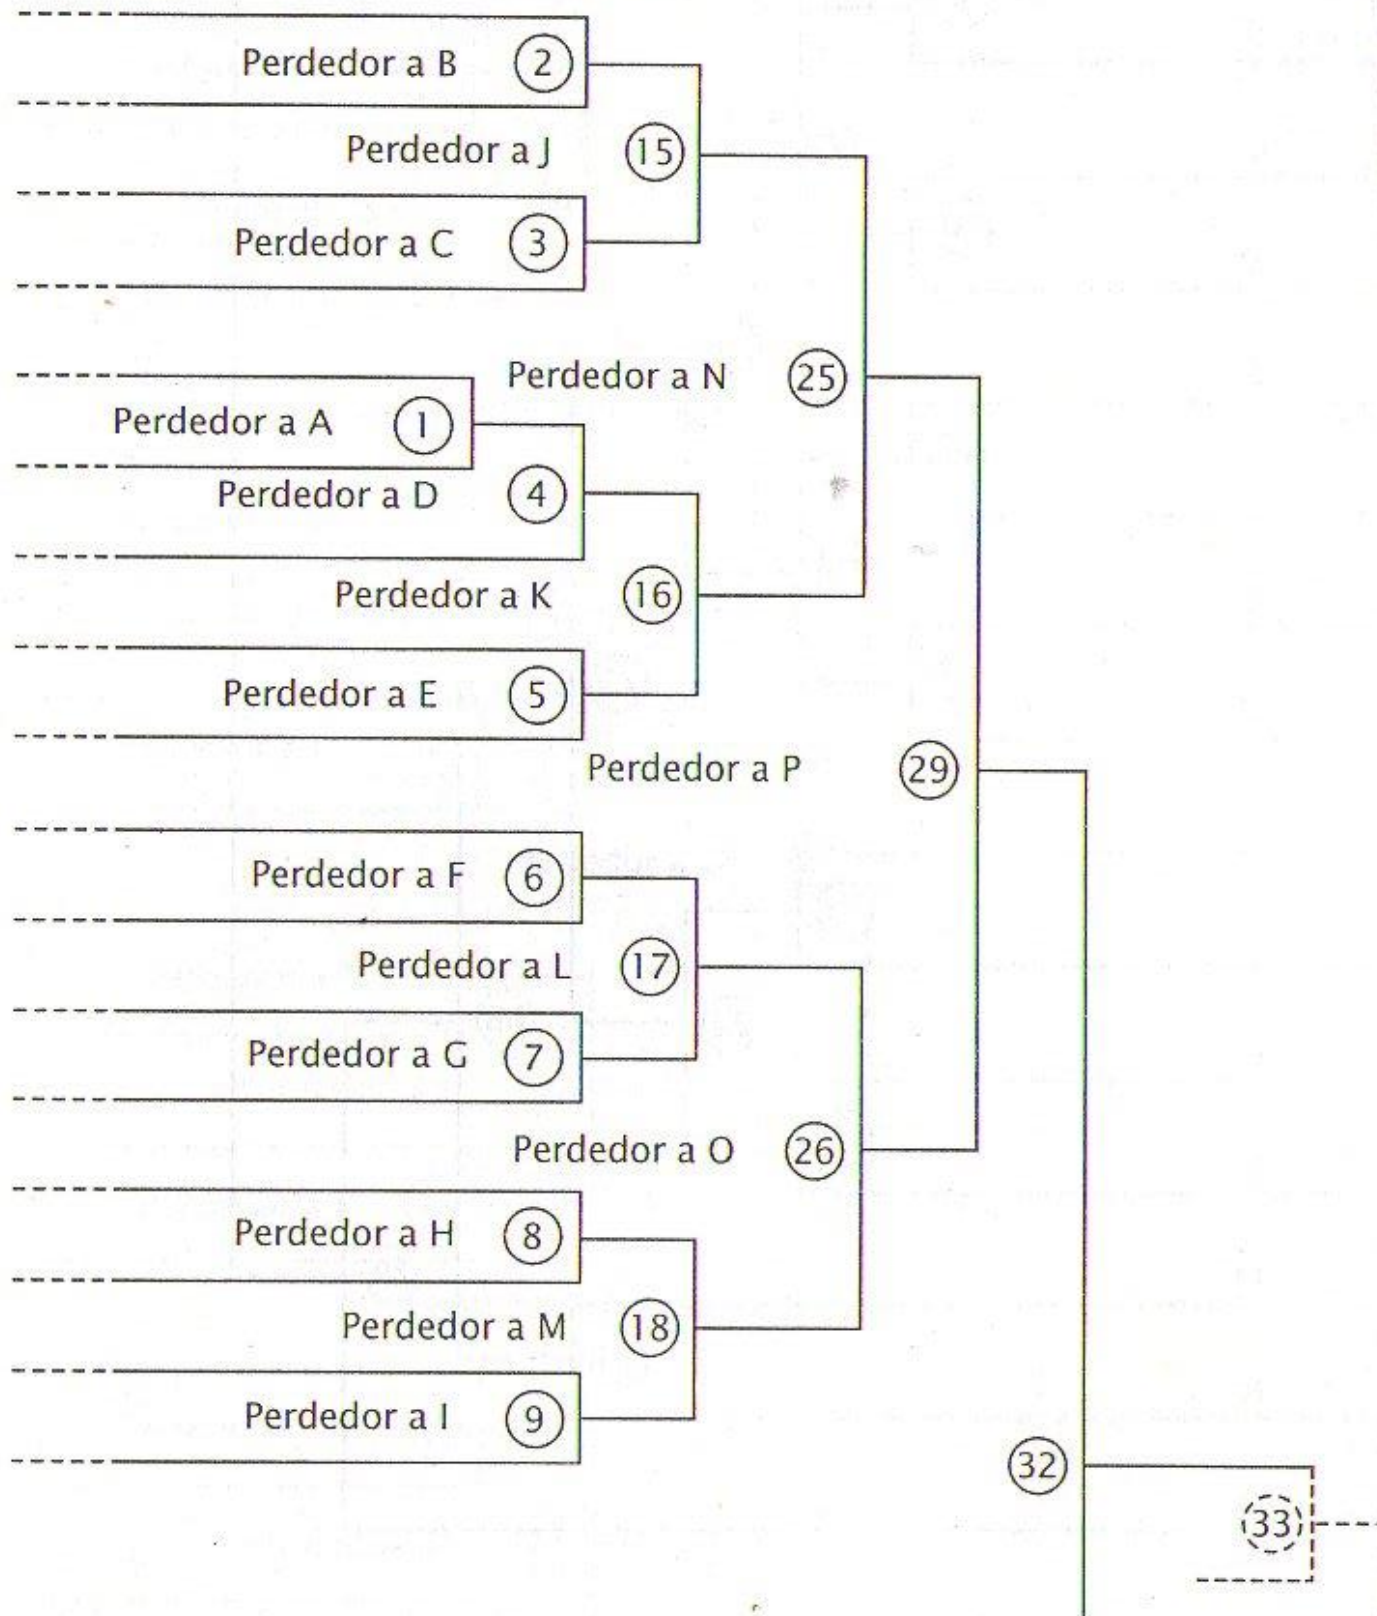 Perdedor a B 2
Perdedor a J 15
Perdedor a C 3
Perdedor a N 25
Perdedor a A 1
Perdedor a D 4
Perdedor a K 16
Perdedor a E 5
Perdedor a P 29
Perdedor a F 6
Perdedor a L 17
Perdedor a G 7
Perdedor a O 26
Perdedor a H 8
Perdedor a M 18
Perdedor a I 9
32
33